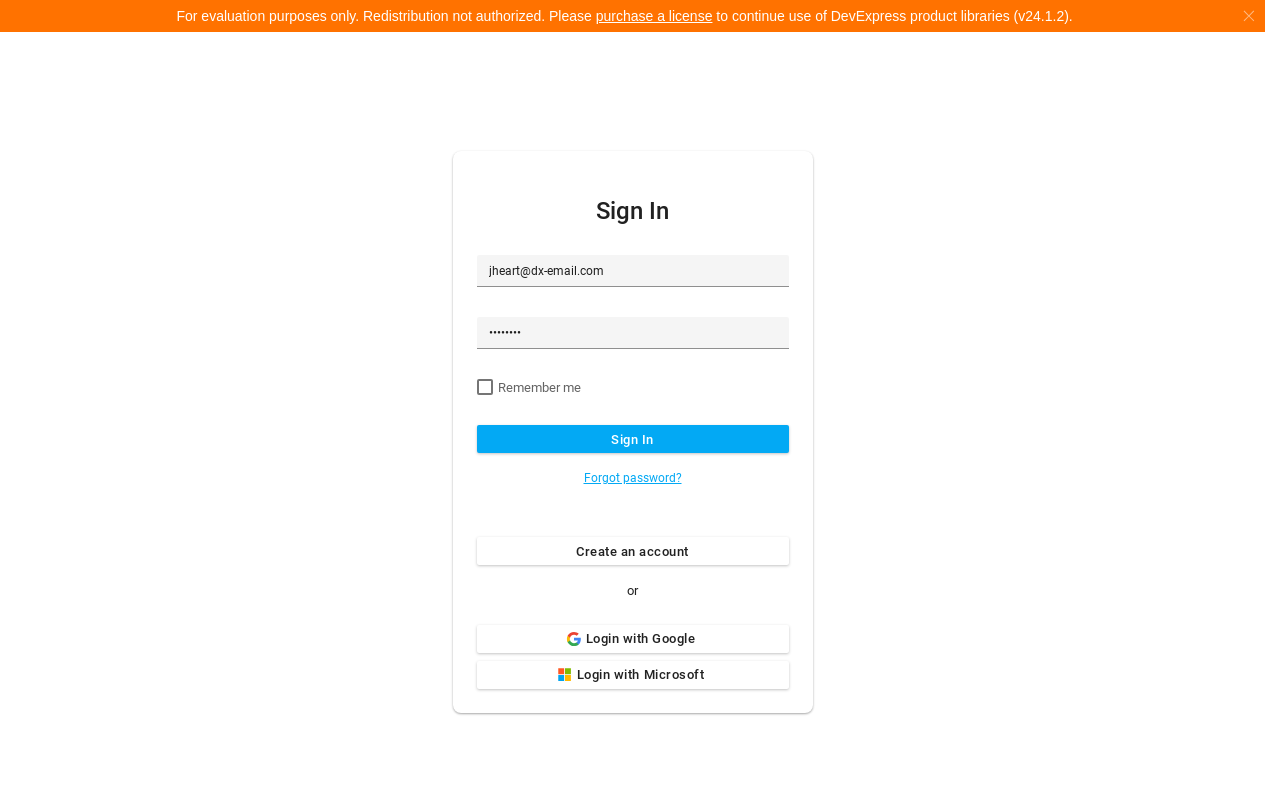 For evaluation purposes only. Redistribution not authorized. Please purchase a license to continue use of DevExpress product libraries (v24.1.2).
Sign In
jheart@dx-email.com
••••••••
Remember me
Sign In
Forgot password?
Create an account
or
Login with Google
Login with Microsoft